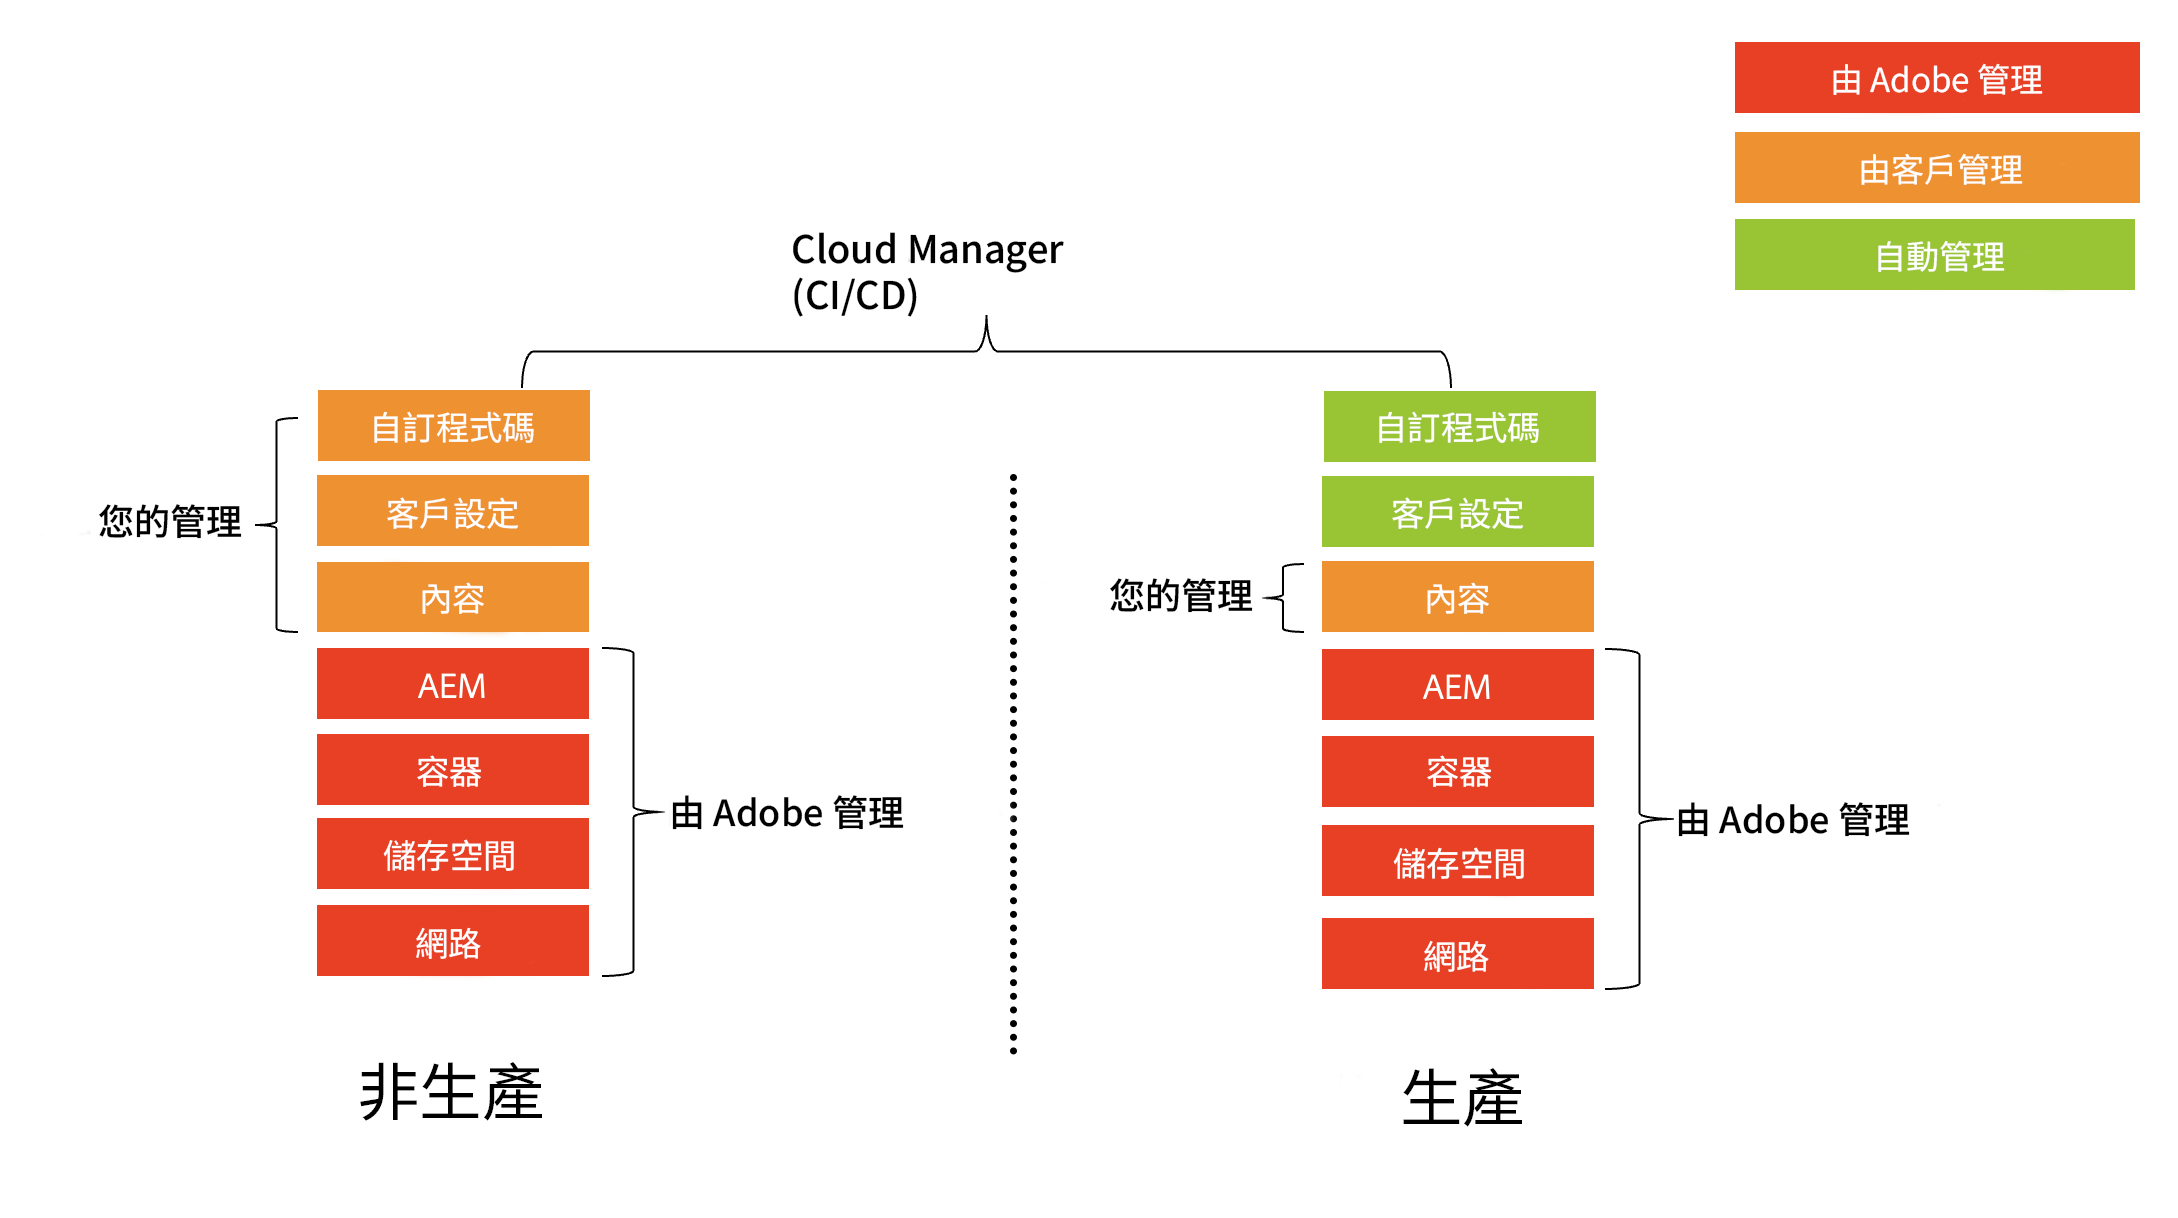 由 Adobe 管理
由客戶管理
自動管理
Cloud Manager
(CI/CD)
自訂程式碼
客戶設定
內容
AEM
容器
儲存空間
網路
您的管理
由 Adobe 管理
非生產
自訂程式碼
客戶設定
內容
AEM
容器
儲存空間
網路
您的管理
由 Adobe 管理
生產